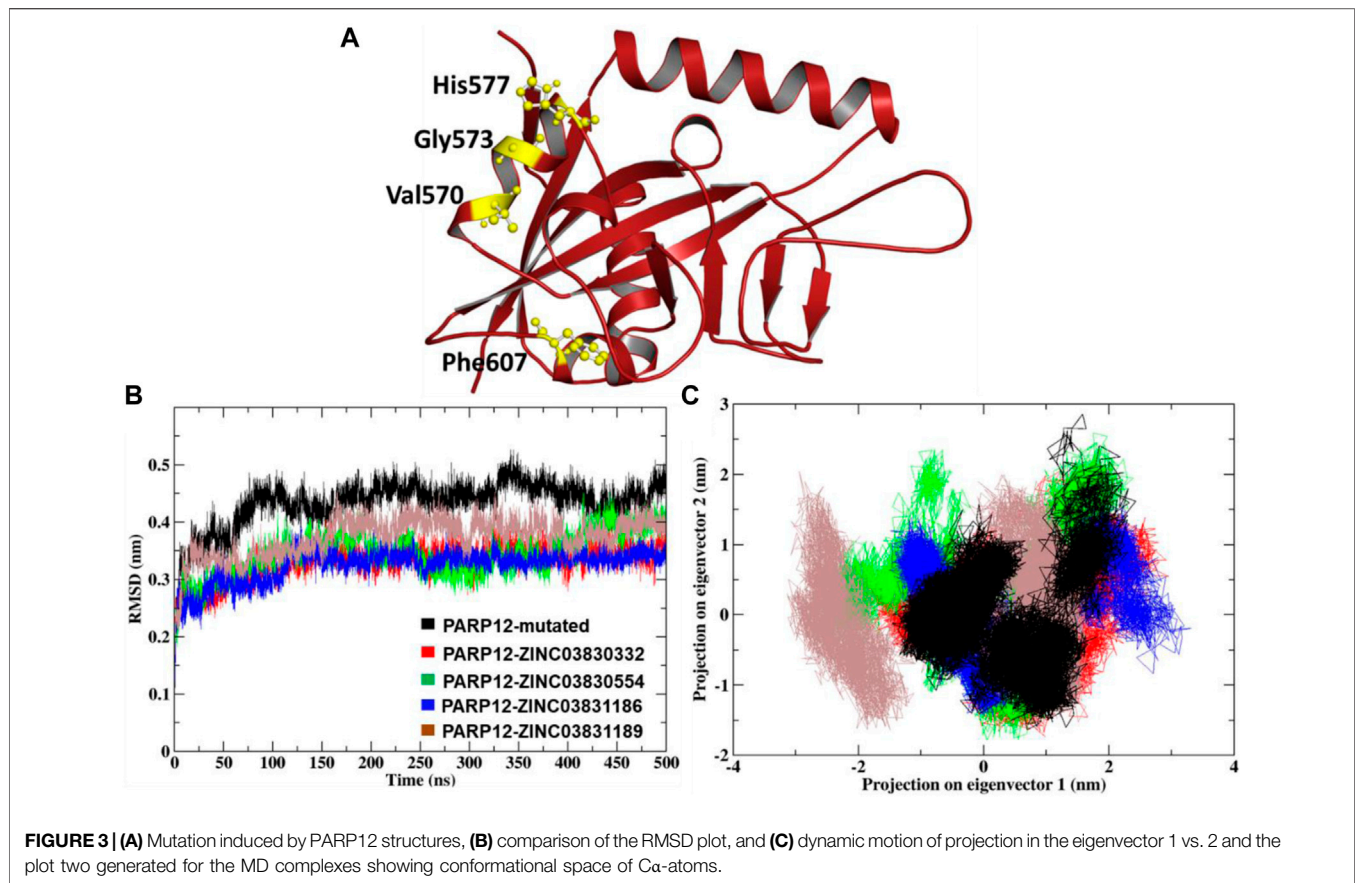 A
His577
Gly573
Val570
Phe607
B
RMSD (nm)
0.5
0.4
0.3
0.2
0.1
0
0 50 100 150 200 250 300 350 400 450 500
Time (ns)
PARP12-mutated
PARP12-ZINC03830332
PARP12-ZINC03830554
PARP12-ZINC03831186
PARP12-ZINC03831189
C
Projection on eigenvector 2 (nm)
3
2
1
0
-1
-2
-4 -2 0 2 4
Projection on eigenvector 1 (nm)
FIGURE 3 | (A) Mutation induced by PARP12 structures, (B) comparison of the RMSD plot, and (C) dynamic motion of projection in the eigenvector 1 vs. 2 and the
plot two generated for the MD complexes showing conformational space of Cα-atoms.